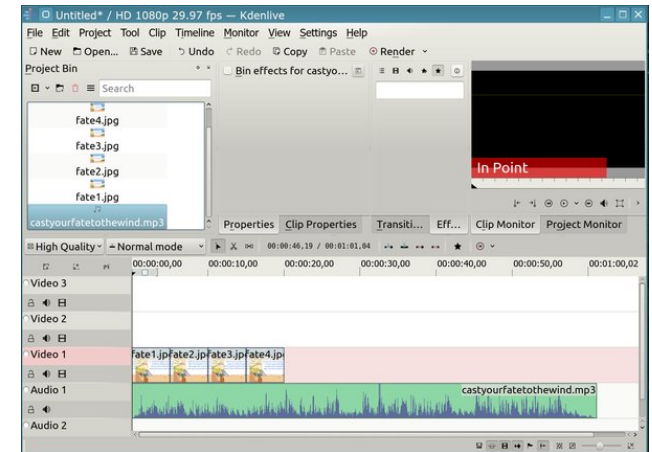 Untitled* / HD 1080p 29.97 fps — Kdenlive
File Edit Project Tool Clip Timeline Monitor View Settings Help
New Open... Save Undo Redo Copy Paste Render
Project Bin
Search
fate4.jpg
fate3.jpg
fate2.jpg
fate1.jpg
castyourfatetothewind.mp3
Bin effects for castyo...
In Point
Properties Clip Properties Transiti... Eff... Clip Monitor Project Monitor
High Quality Normal mode 00:00:46,19 / 00:01:01,04
00:00:00,00 00:00:10,00 00:00:20,00 00:00:30,00 00:00:40,00 00:00:50,00 00:01:00,02
Video 3
Video 2
Video 1
fate1.jp fate2.jp fate3.jp fate4.jp
Audio 1
castyourfatetothewind.mp3
Audio 2